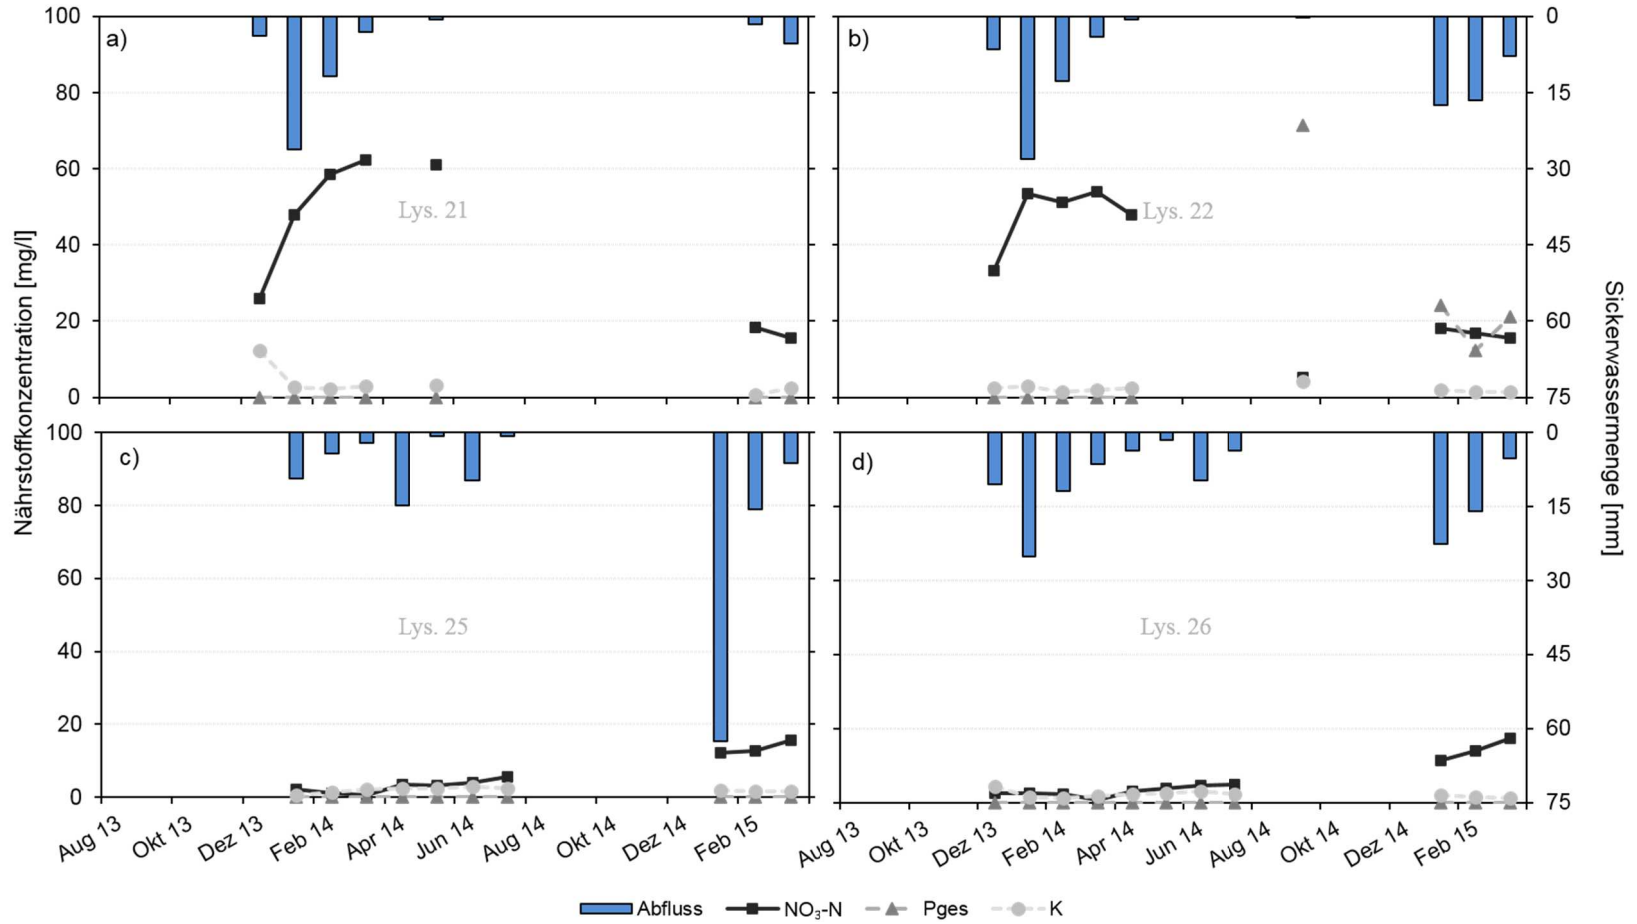 100
80
60
40
20
0
a)
Lys. 21
b)
Lys. 22
0
15
30
45
60
75
Nährstoffkonzentration [mg/l]
Sickerwassermenge [mm]
100
80
60
40
20
0
c)
Lys. 25
d)
Lys. 26
0
15
30
45
60
75
Aug 13 Okt 13 Dez 13 Feb 14 Apr 14 Jun 14 Aug 14 Okt 14 Dez 14 Feb 15
Aug 13 Okt 13 Dez 13 Feb 14 Apr 14 Jun 14 Aug 14 Okt 14 Dez 14 Feb 15
Abfluss NO₃-N Pges K